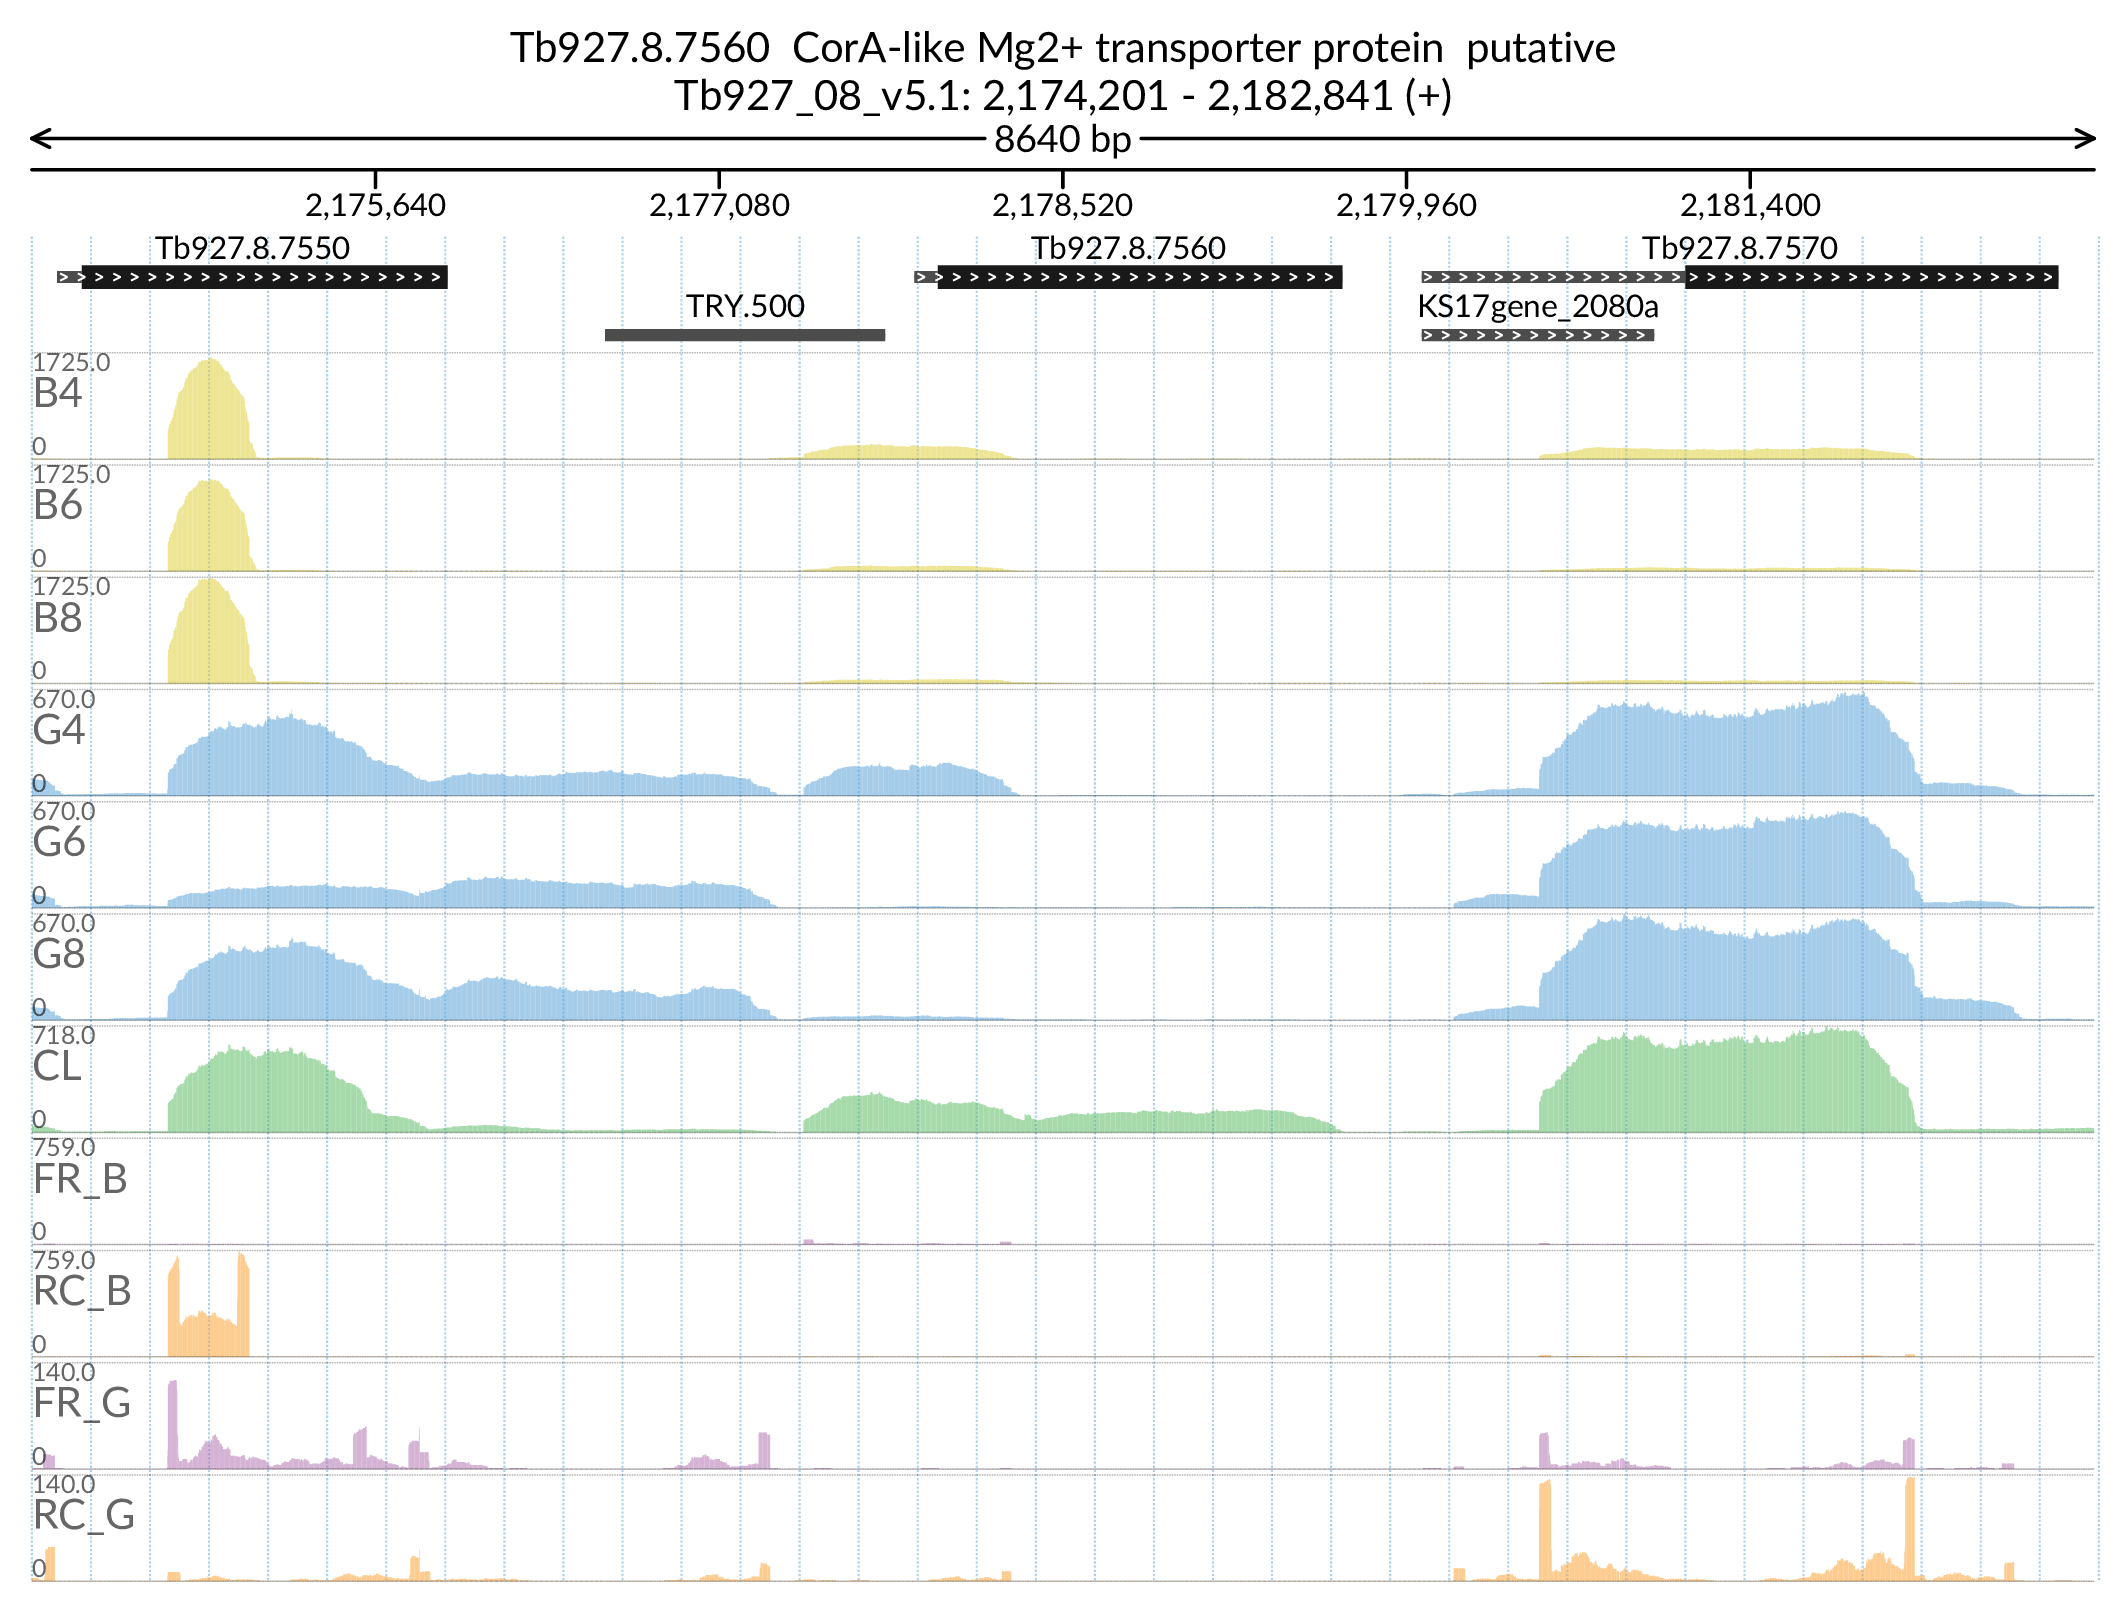 Tb927.8.7560  CorA-like Mg2+ transporter protein  putative
Tb927_08_v5.1: 2,174,201 - 2,182,841 (+)
8640 bp
2,175,640 2,177,080 2,178,520 2,179,960 2,181,400
Tb927.8.7550 Tb927.8.7560 Tb927.8.7570
TRY.500 KS17gene_2080a
1725.0
B4
0
1725.0
B6
0
1725.0
B8
0
670.0
G4
0
670.0
G6
0
670.0
G8
0
718.0
CL
0
759.0
FR_B
0
759.0
RC_B
0
140.0
FR_G
0
140.0
RC_G
0